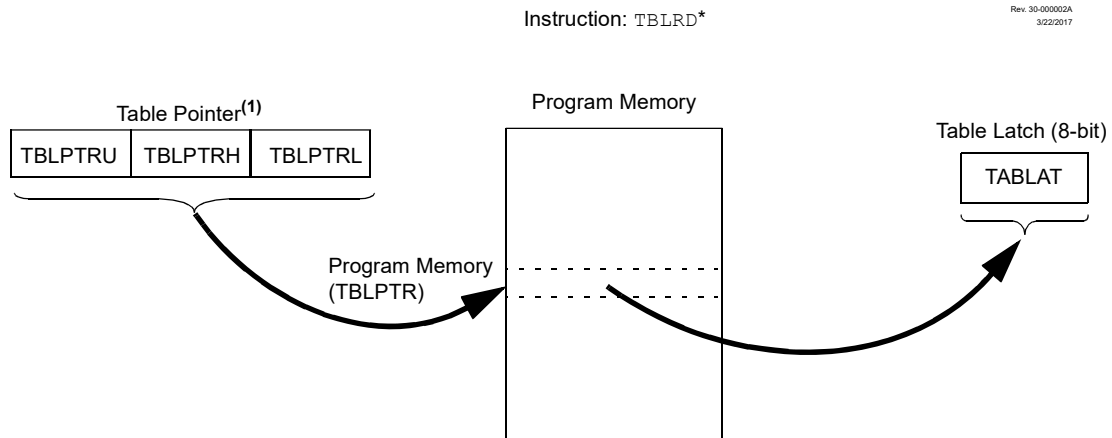 Instruction: TBLRD*
Rev. 30-000002A
3/22/2017
Table Pointer(1)
TBLPTRU TBLPTRH TBLPTRL
Program Memory
Table Latch (8-bit)
TABLAT
Program Memory
(TBLPTR)